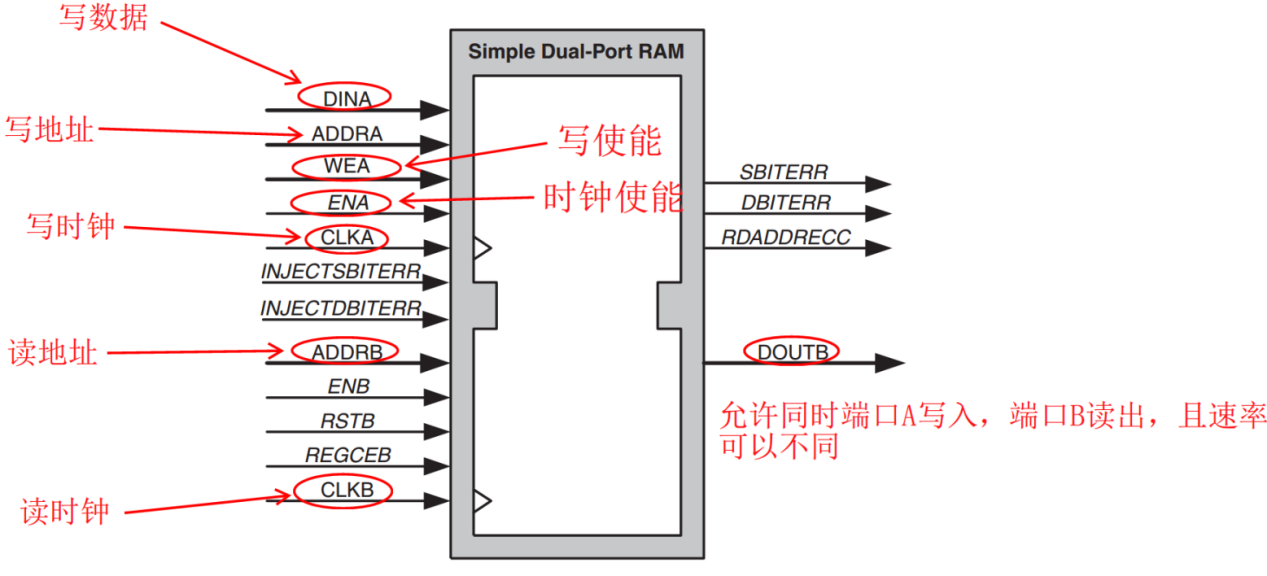 写数据
Simple Dual-Port RAM
DINA
写地址
ADDRA
写使能
WEA
SBITERR
时钟使能
ENA
DBITERR
写时钟
CLKA
RDADDRECC
INJECTSBITERR
INJECTDBITERR
读地址
ADDRB
DOUTB
ENB
允许同时端口A写入，端口B读出，且速率
可以不同
RSTB
REGCEB
CLKB
读时钟